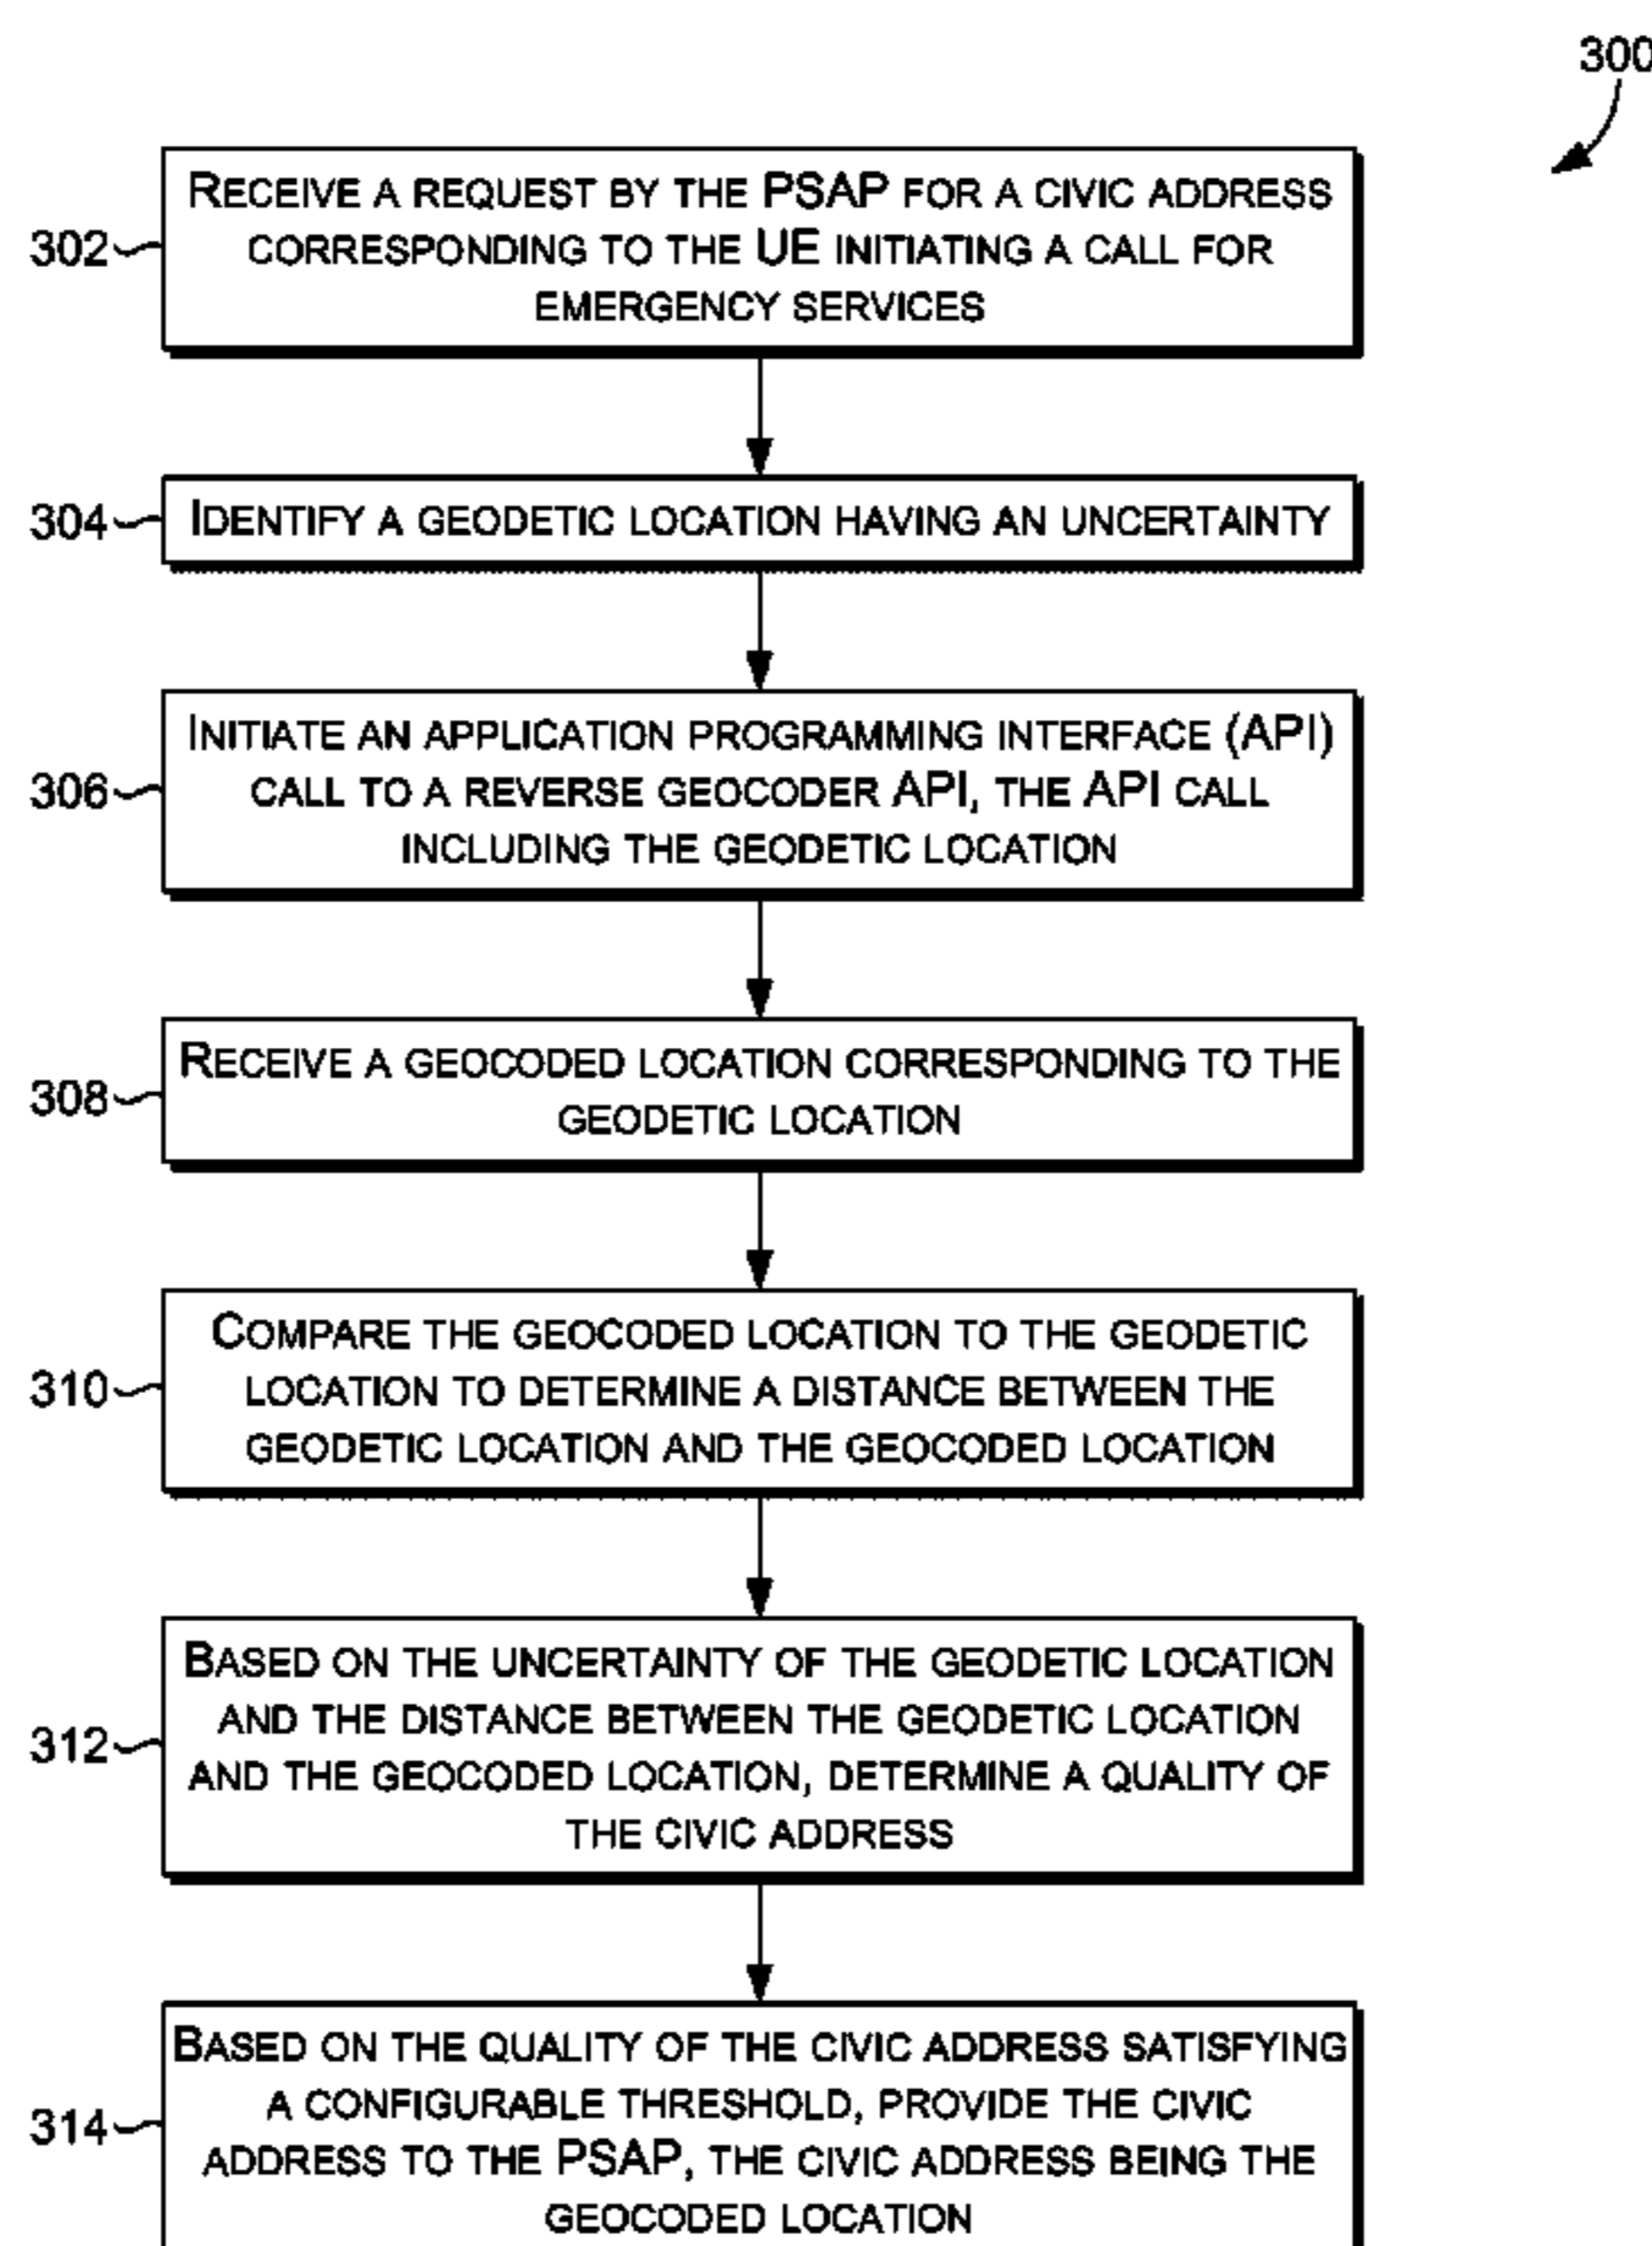 300
RECEIVE A REQUEST BY THE PSAP FOR A CIVIC ADDRESS
CORRESPONDING TO THE UE INITIATING A CALL FOR
EMERGENCY SERVICES
302
IDENTIFY A GEODETIC LOCATION HAVING AN UNCERTAINTY
304
INITIATE AN APPLICATION PROGRAMMING INTERFACE (API)
CALL TO A REVERSE GEOCODER API, THE API CALL
INCLUDING THE GEODETIC LOCATION
306
RECEIVE A GEOCODED LOCATION CORRESPONDING TO THE
GEODETIC LOCATION
308
COMPARE THE GEOCODED LOCATION TO THE GEODETIC
LOCATION TO DETERMINE A DISTANCE BETWEEN THE
GEODETIC LOCATION AND THE GEOCODED LOCATION
310
BASED ON THE UNCERTAINTY OF THE GEODETIC LOCATION
AND THE DISTANCE BETWEEN THE GEODETIC LOCATION
AND THE GEOCODED LOCATION, DETERMINE A QUALITY OF
THE CIVIC ADDRESS
312
BASED ON THE QUALITY OF THE CIVIC ADDRESS SATISFYING
A CONFIGURABLE THRESHOLD, PROVIDE THE CIVIC
ADDRESS TO THE PSAP, THE CIVIC ADDRESS BEING THE
GEOCODED LOCATION
314